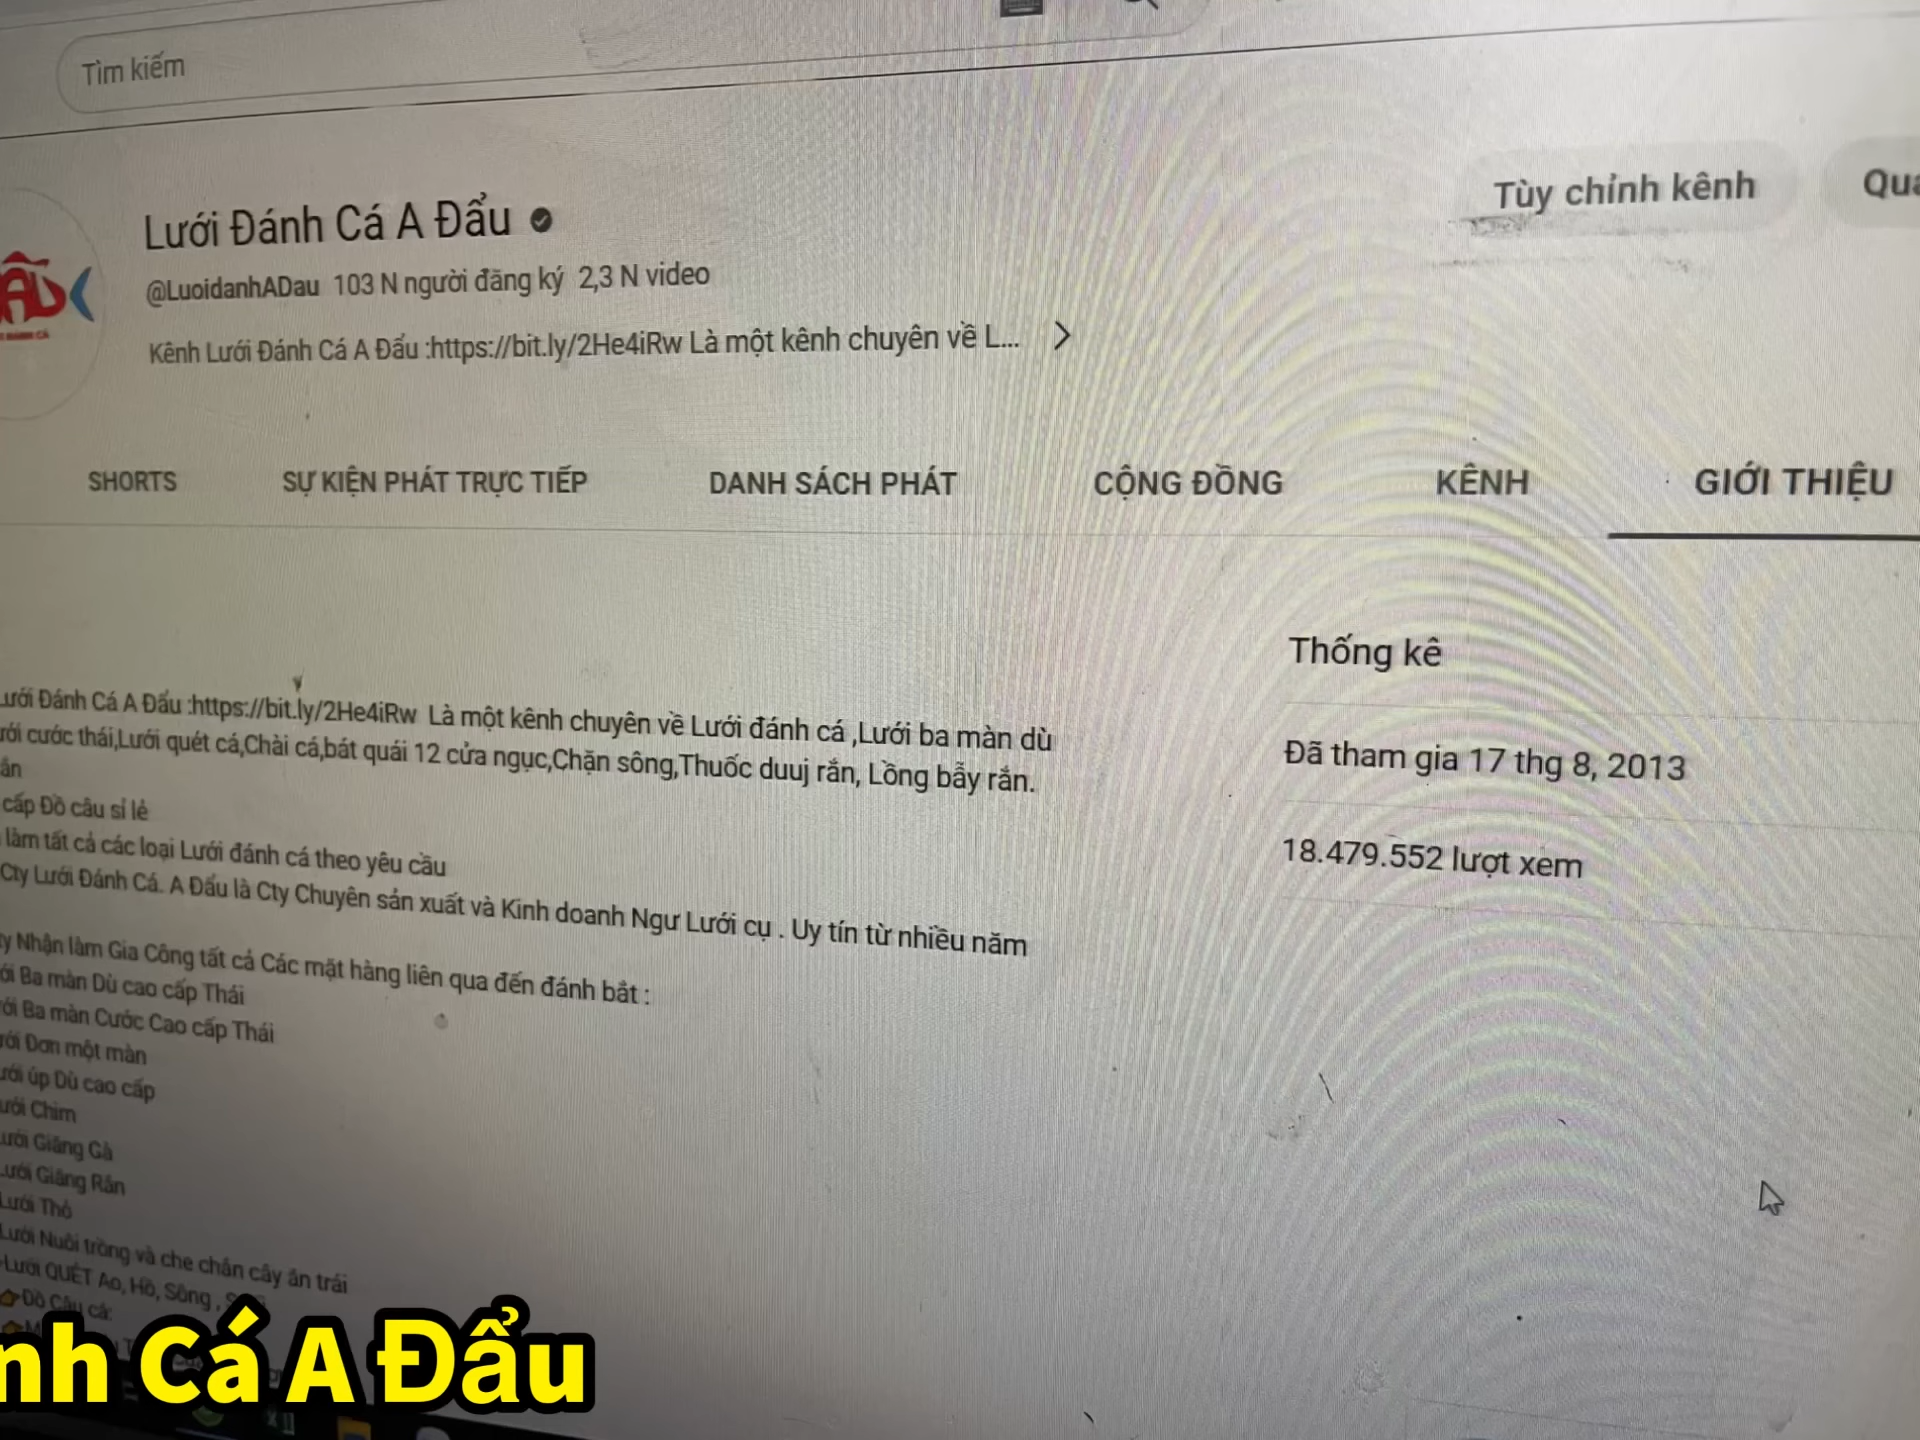 Tìm kiếm
Tùy chỉnh kênh
Lưới Đánh Cá A Đẩu
@LuoidanhADau 103 N người đăng ký 2,3 N video
Kênh Lưới Đánh Cá A Đẩu :https://bit.ly/2He4iRw Là một kênh chuyên về L...
SHORTS SỰ KIỆN PHÁT TRỰC TIẾP DANH SÁCH PHÁT CỘNG ĐỒNG KÊNH GIỚI THIỆU
Đánh Cá A Đẩu :https://bit.ly/2He4iRw Là một kênh chuyên về Lưới đánh cá ,Lưới ba màn dù
cước thái,Lưới quét cá,Chài cá,bát quái 12 cửa ngục,Chặn sông,Thuốc duuj rắn, Lồng bẫy rắn.
cấp Đồ câu sỉ lẻ
làm tất cả các loại Lưới đánh cá theo yêu cầu
Cty Lưới Đánh Cá. A Đẩu là Cty Chuyên sản xuất và Kinh doanh Ngư Lưới cụ . Uy tín từ nhiều năm
Nhận làm Gia Công tất cả Các mặt hàng liên qua đến đánh bắt :
Ba màn Dù cao cấp Thái
Ba màn Cước Cao cấp Thái
Đơn một màn
úp Dù cao cấp
Chim
Giăng Gà
Giăng Rắn
Lưới Thỏ
Lưới Nuôi trồng và che chắn cây ăn trái
Lưới QUÉT Ao, Hồ, Sông ,
Đồ Câu cá:
Thống kê
Đã tham gia 17 thg 8, 2013
18.479.552 lượt xem
nh Cá A Đẩu